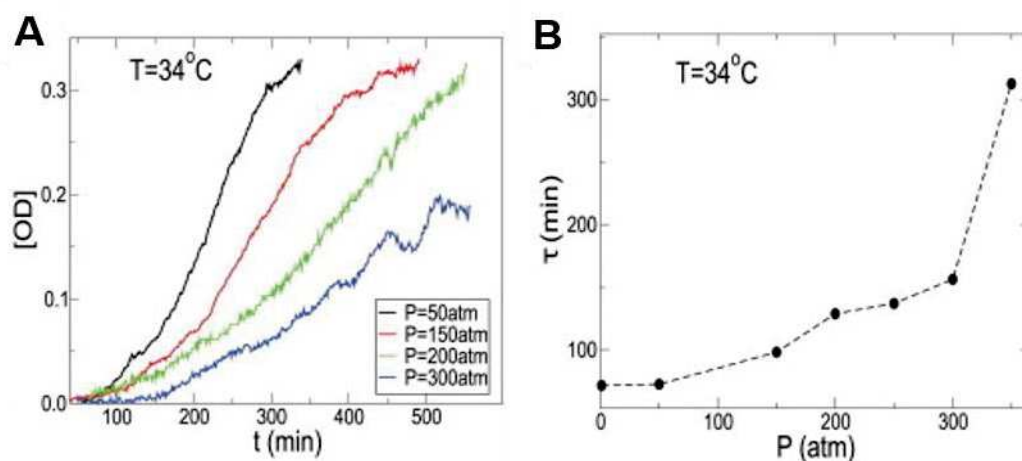 A
T=34°C
[OD]
0.3
0.2
0.1
0.0
100
200
300
400
500
t (min)
P=50atm
P=150atm
P=200atm
P=300atm
B
T=34°C
τ (min)
300
200
100
0
100
200
300
P (atm)